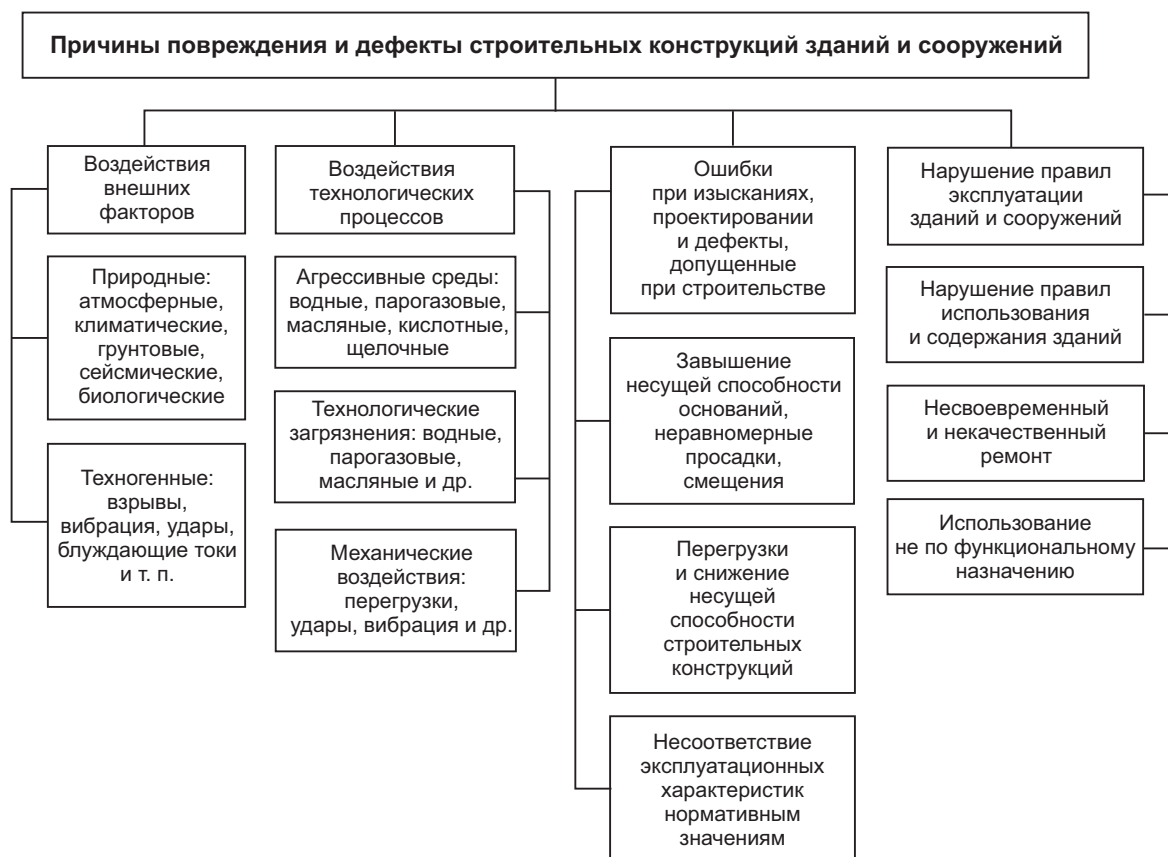 Причины повреждения и дефекты строительных конструкций зданий и сооружений
Воздействия
внешних
факторов
Природные:
атмосферные,
климатические,
грунтовые,
сейсмические,
биологические
Техногенные:
взрывы,
вибрация, удары,
блуждающие токи
и т. п.
Воздействия
технологических
процессов
Агрессивные среды:
водные, парогазовые,
масляные, кислотные,
щелочные
Технологические
загрязнения: водные,
парогазовые,
масляные и др.
Механические
воздействия:
перегрузки,
удары, вибрация и др.
Ошибки
при изысканиях,
проектировании
и дефекты,
допущенные
при строительстве
Завышение
несущей способности
оснований,
неравномерные
просадки,
смещения
Перегрузки
и снижение
несущей
способности
строительных
конструкций
Несоответствие
эксплуатационных
характеристик
нормативным
значениям
Нарушение правил
эксплуатации
зданий и сооружений
Нарушение правил
использования
и содержания зданий
Несвоевременный
и некачественный
ремонт
Использование
не по функциональному
назначению